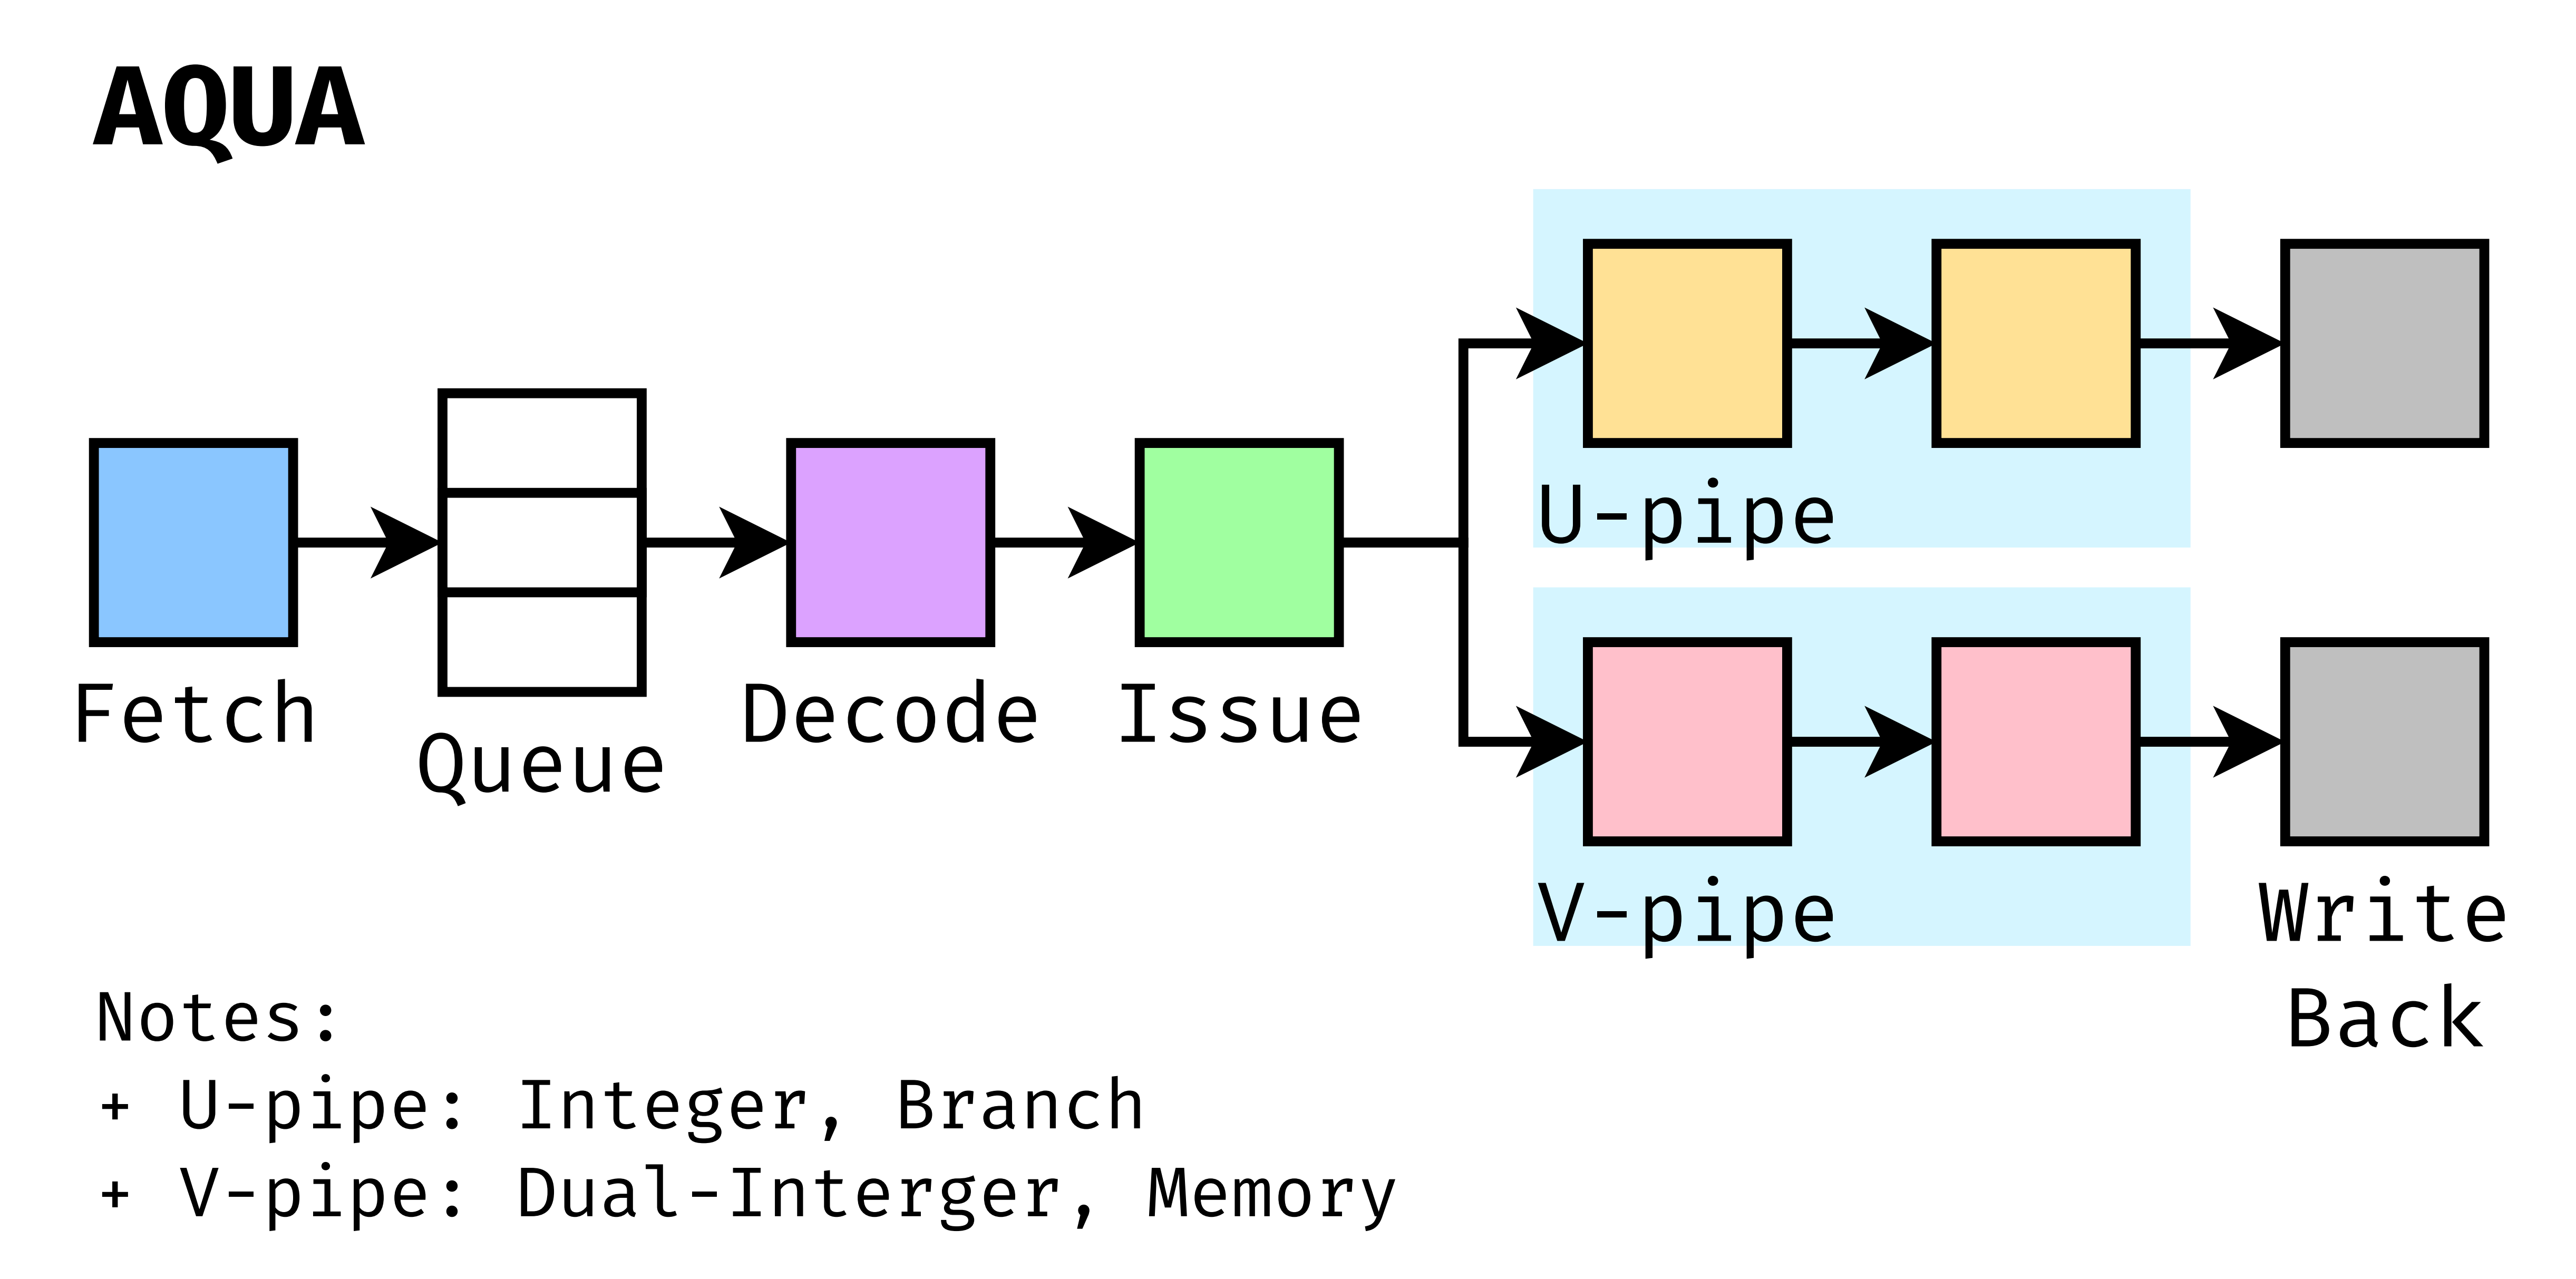 AQUA
U-pipe
Fetch
Queue
Decode
Issue
V-pipe
Write
Back
Notes:
+ U-pipe: Integer, Branch
+ V-pipe: Dual-Interger, Memory